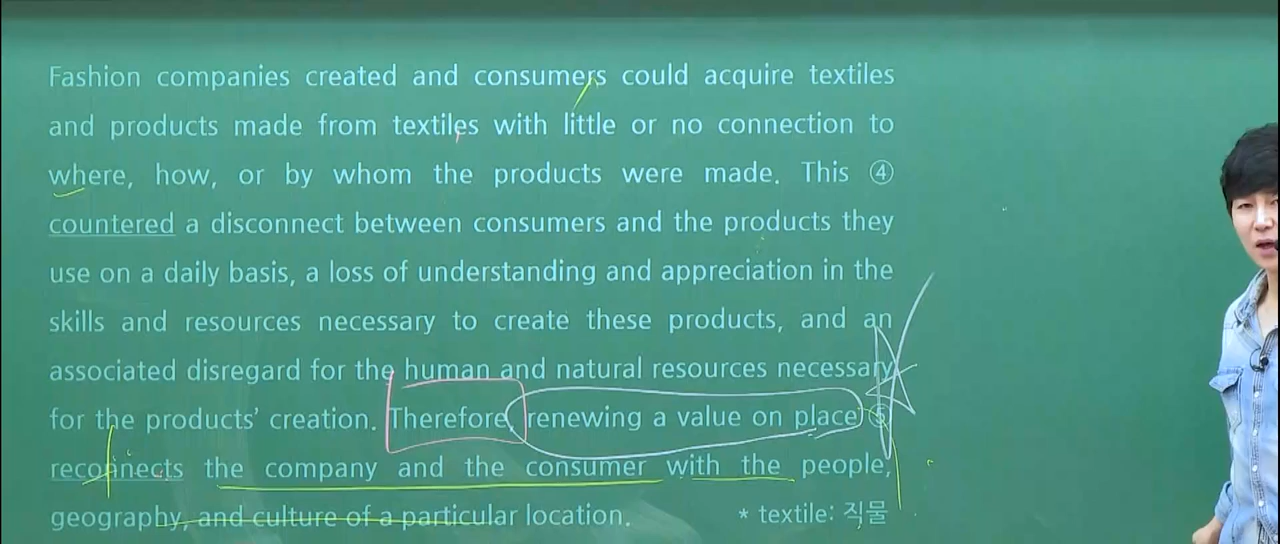 Fashion companies created and consumers could acquire textiles
and products made from textiles with little or no connection to
where, how, or by whom the products were made. This ④
countered a disconnect between consumers and the products they
use on a daily basis, a loss of understanding and appreciation in the
skills and resources necessary to create these products, and an
associated disregard for the human and natural resources necessary
for the products’ creation. Therefore, renewing a value on place ⑤
reconnects the company and the consumer with the people,
geography, and culture of a particular location. * textile: 직물